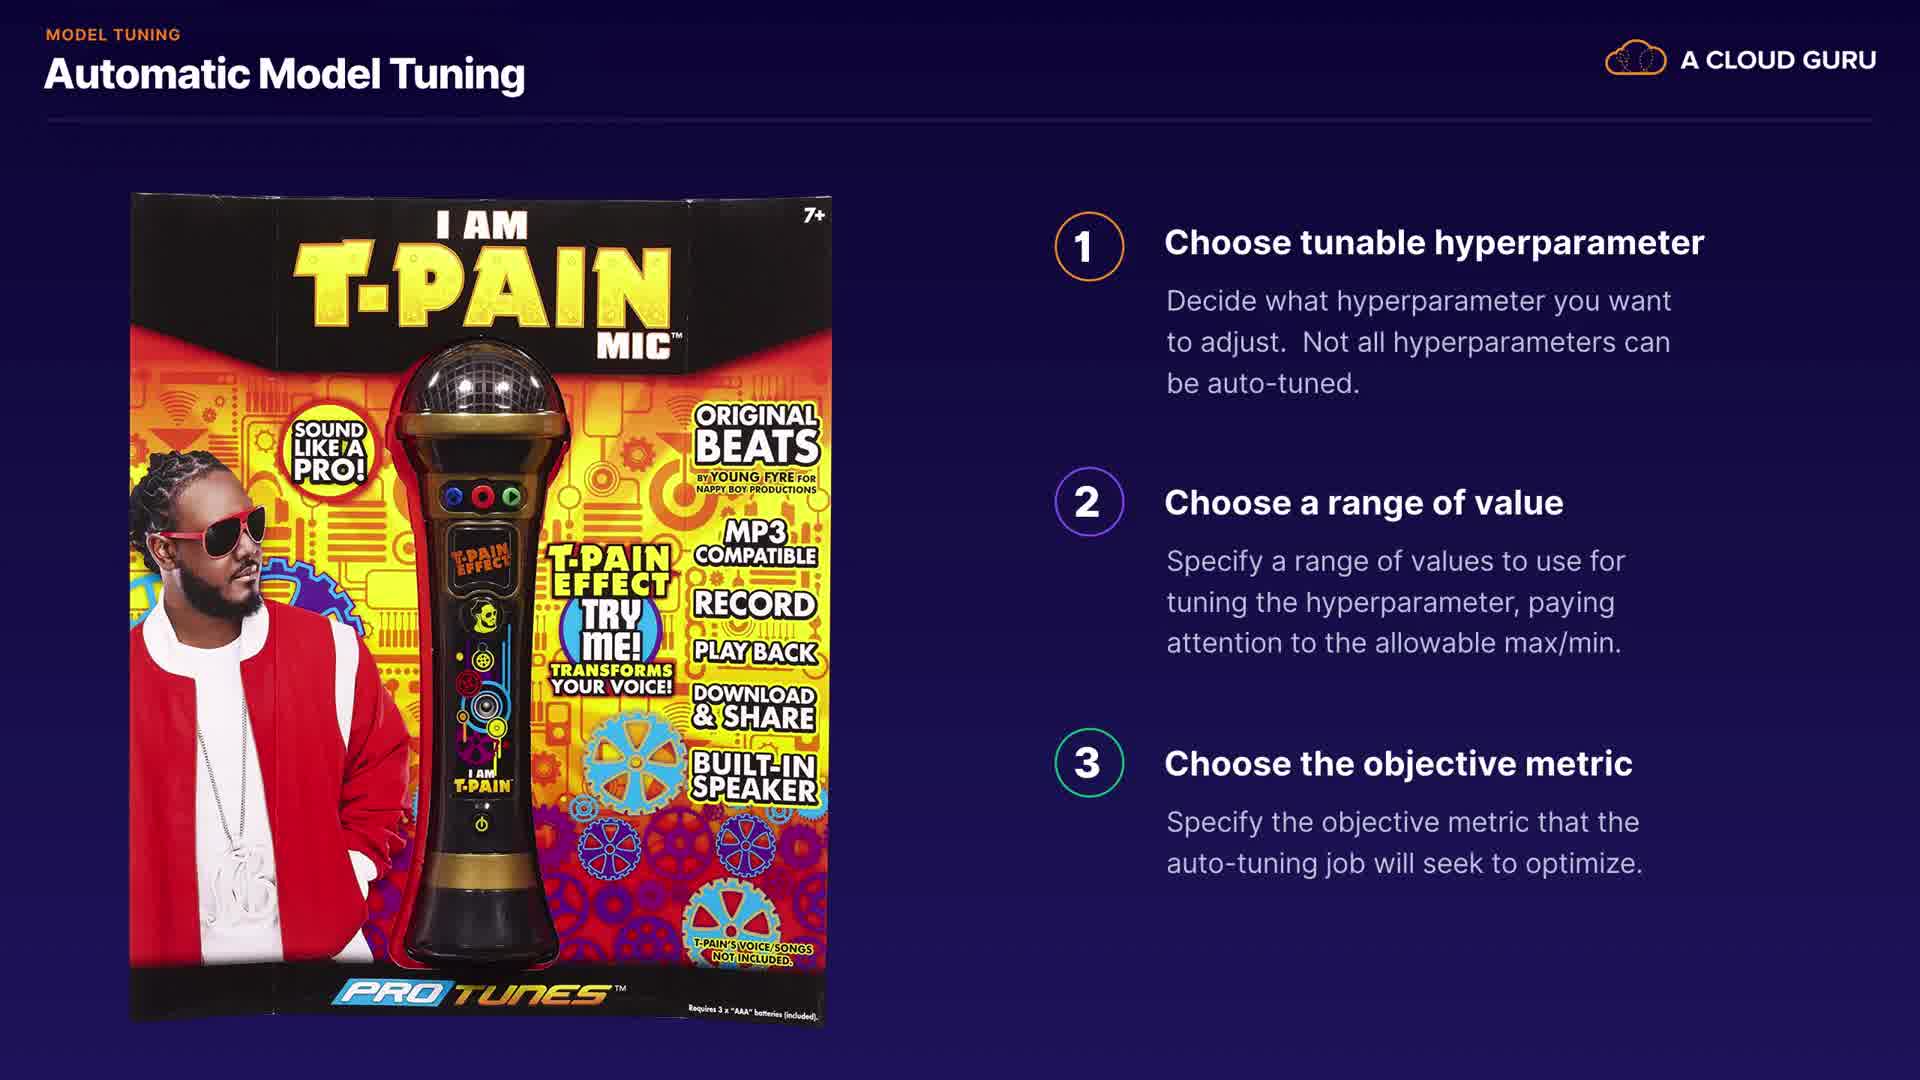 MODEL TUNING
Automatic Model Tuning
A CLOUD GURU
7+
I AM
T-PAIN
MIC™
SOUND
LIKE A
PRO!
ORIGINAL
BEATS
BY YOUNG FYRE FOR
NAPPY BOY PRODUCTIONS
MP3
COMPATIBLE
RECORD
PLAY BACK
DOWNLOAD
& SHARE
BUILT-IN
SPEAKER
T-PAIN
EFFECT
T-PAIN
EFFECT
TRY
ME!
TRANSFORMS
YOUR VOICE!
I AM
T-PAIN
T-PAIN'S VOICE/SONGS
NOT INCLUDED.
PRO TUNES™
Requires 3 x "AAA" batteries (included).
1
Choose tunable hyperparameter
Decide what hyperparameter you want
to adjust. Not all hyperparameters can
be auto-tuned.
2
Choose a range of value
Specify a range of values to use for
tuning the hyperparameter, paying
attention to the allowable max/min.
3
Choose the objective metric
Specify the objective metric that the
auto-tuning job will seek to optimize.